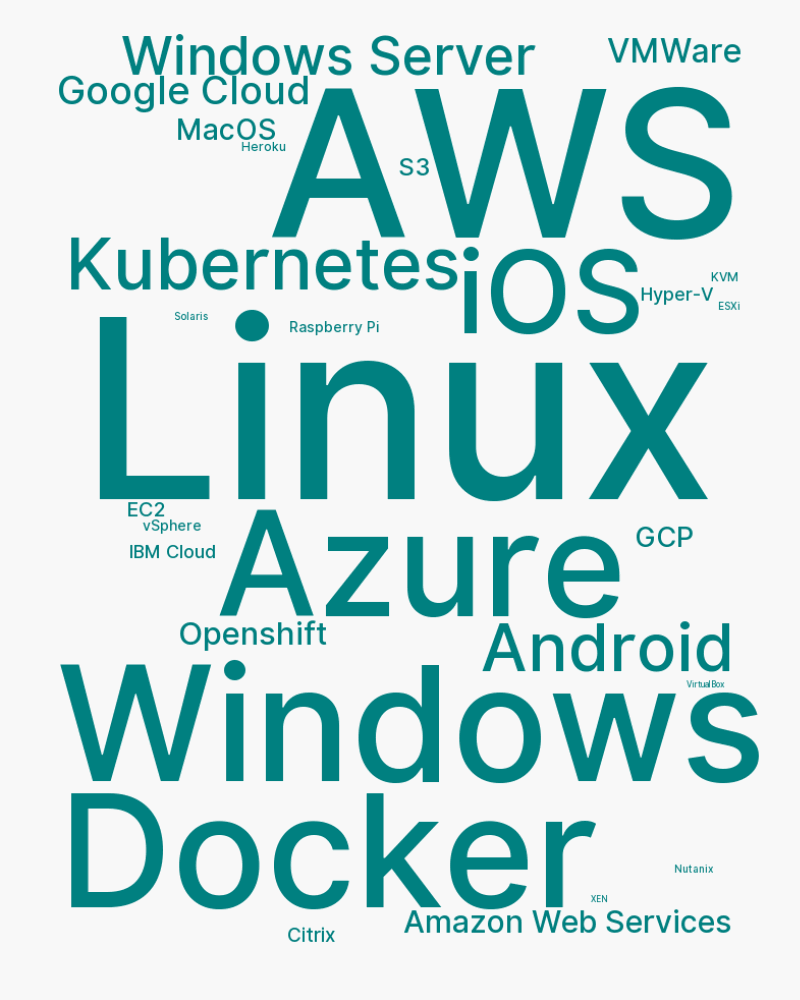 Windows Server
VMWare
Google Cloud
AWS
MacOS
Heroku
S3
Kubernetes
iOS
KVM
Hyper-V
ESXi
Solaris
Raspberry Pi
Linux
EC2
vSphere
IBM Cloud
Azure
GCP
Openshift
Android
VirtualBox
Windows
Docker
Nutanix
XEN
Amazon Web Services
Citrix